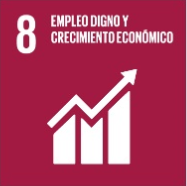 8
EMPLEO DIGNO Y
CRECIMIENTO ECONÓMICO